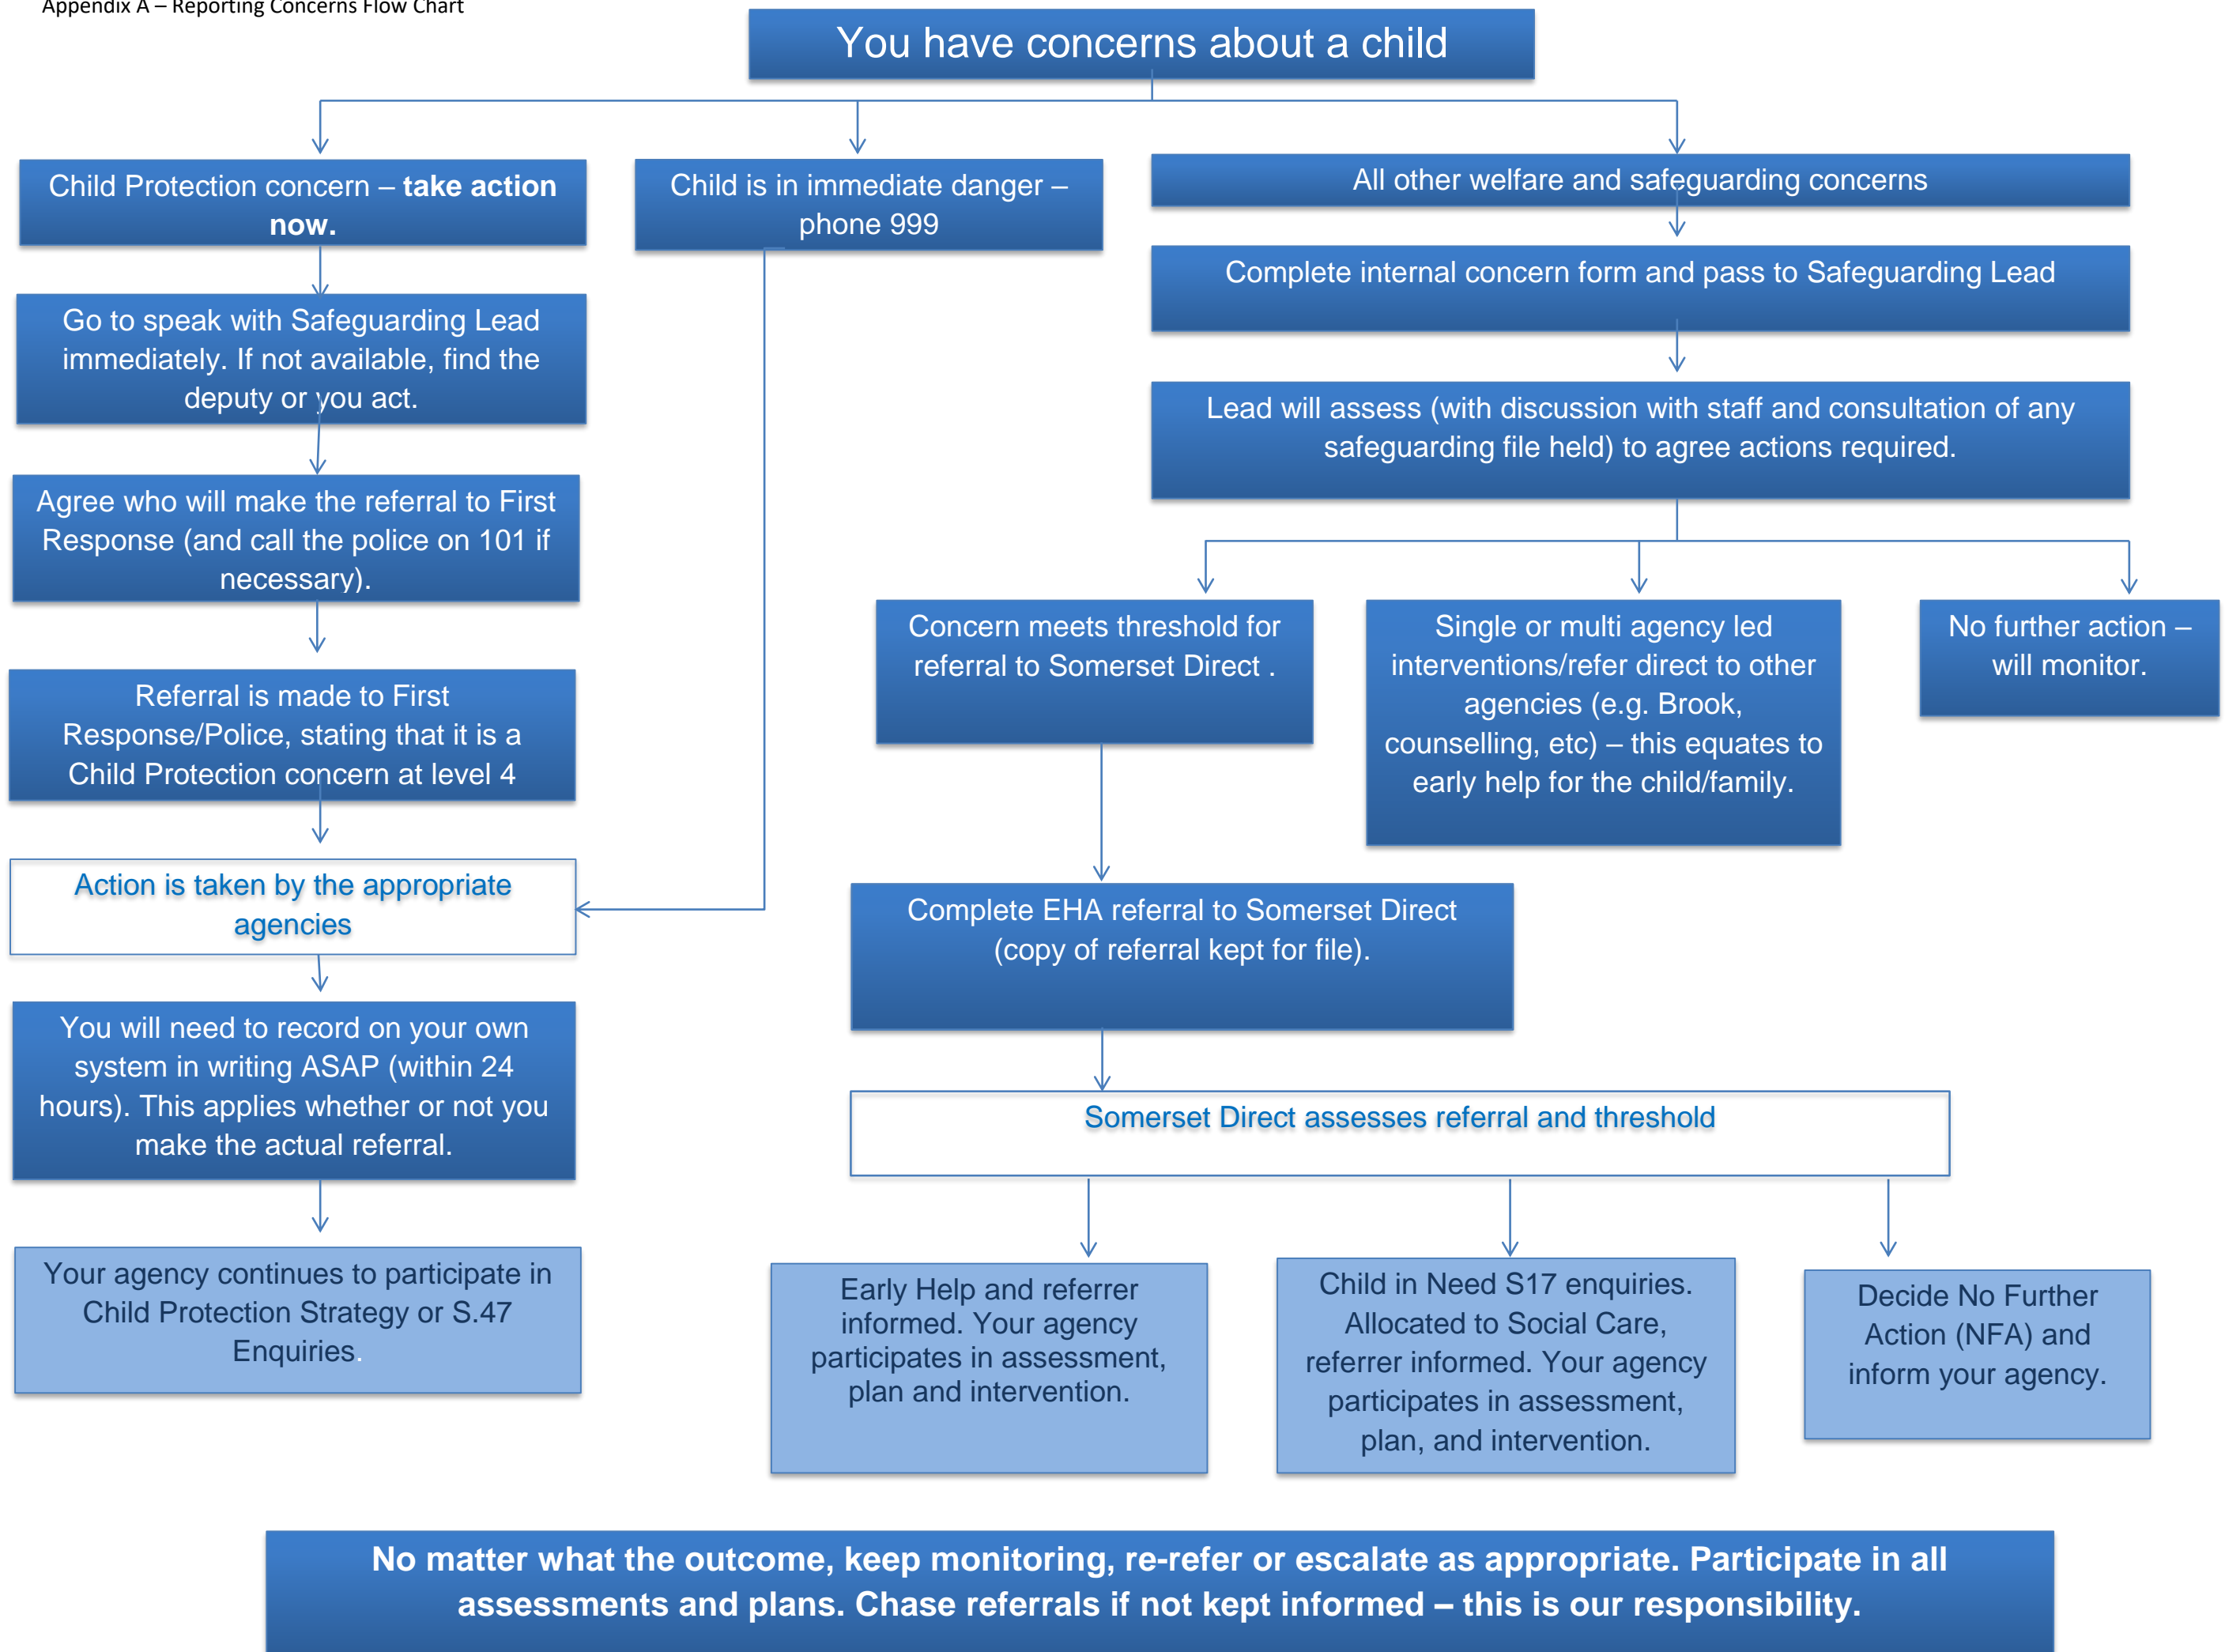 Appendix A – Reporting Concerns Flow Chart
You have concerns about a child
Child Protection concern – take action
now.
Go to speak with Safeguarding Lead
immediately. If not available, find the
deputy or you act.
Agree who will make the referral to First
Response (and call the police on 101 if
necessary).
Referral is made to First
Response/Police, stating that it is a
Child Protection concern at level 4
Action is taken by the appropriate
agencies
You will need to record on your own
system in writing ASAP (within 24
hours). This applies whether or not you
make the actual referral.
Your agency continues to participate in
Child Protection Strategy or S.47
Enquiries.
Child is in immediate danger –
phone 999
All other welfare and safeguarding concerns
Complete internal concern form and pass to Safeguarding Lead
Lead will assess (with discussion with staff and consultation of any
safeguarding file held) to agree actions required.
Concern meets threshold for
referral to Somerset Direct .
Single or multi agency led
interventions/refer direct to other
agencies (e.g. Brook,
counselling, etc) – this equates to
early help for the child/family.
No further action –
will monitor.
Complete EHA referral to Somerset Direct
(copy of referral kept for file).
Somerset Direct assesses referral and threshold
Early Help and referrer
informed. Your agency
participates in assessment,
plan and intervention.
Child in Need S17 enquiries.
Allocated to Social Care,
referrer informed. Your agency
participates in assessment,
plan, and intervention.
Decide No Further
Action (NFA) and
inform your agency.
No matter what the outcome, keep monitoring, re-refer or escalate as appropriate. Participate in all
assessments and plans. Chase referrals if not kept informed – this is our responsibility.